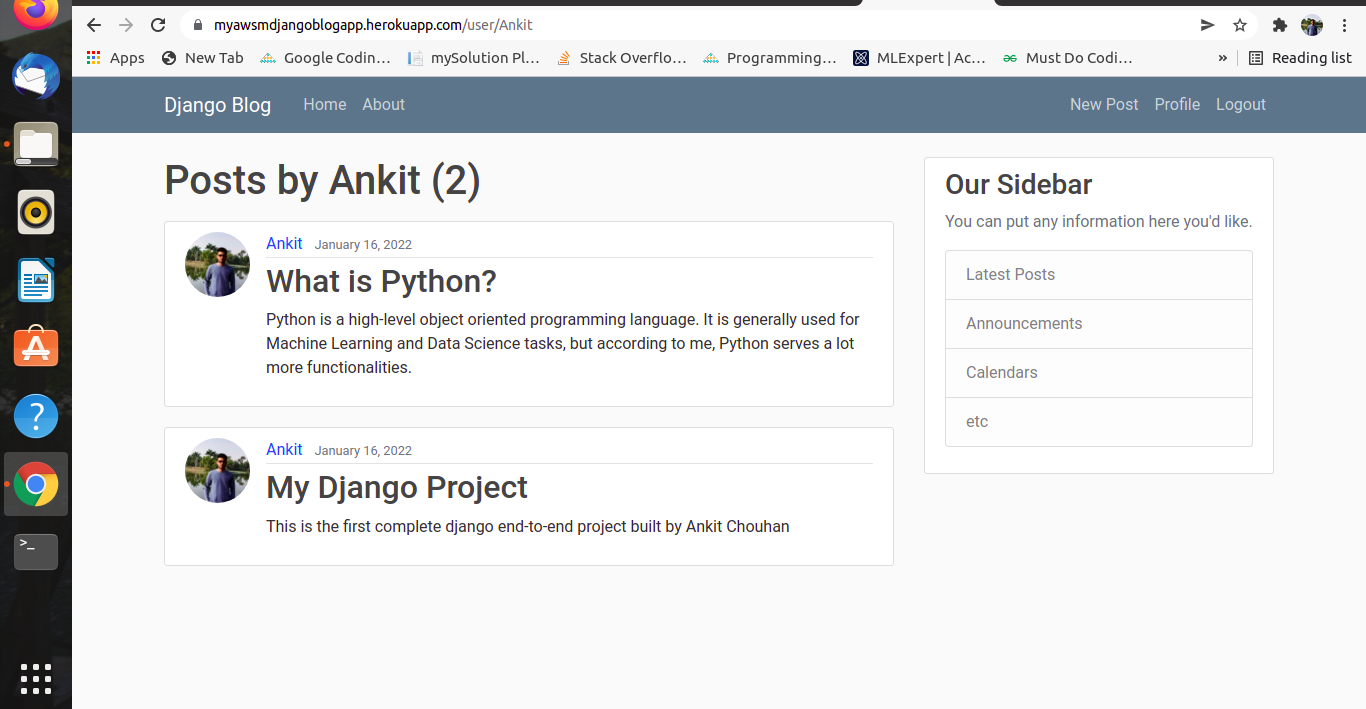 myawsmdjangoblogapp.herokuapp.com/user/Ankit
Apps New Tab Google Codin... mySolution Pl... Stack Overflo... Programming... MLExpert | Ac... Must Do Codi... » Reading list
Django Blog Home About New Post Profile Logout
Posts by Ankit (2)
Ankit January 16, 2022
What is Python?
Python is a high-level object oriented programming language. It is generally used for
Machine Learning and Data Science tasks, but according to me, Python serves a lot
more functionalities.
Ankit January 16, 2022
My Django Project
This is the first complete django end-to-end project built by Ankit Chouhan
Our Sidebar
You can put any information here you'd like.
Latest Posts
Announcements
Calendars
etc